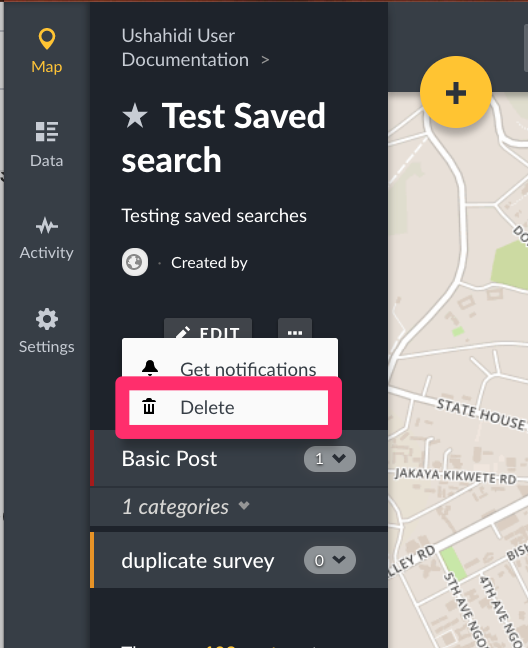 Map
Data
Activity
Settings
Ushahidi User
Documentation >
★ Test Saved
search
Testing saved searches
· Created by
EDIT ...
Get notifications
Delete
Basic Post 1
1 categories
duplicate survey 0
+
STATE HOUSE
JAKAYA KIKWETE RD
LLEY RD
5TH AVE NGO
4TH AVE NGO